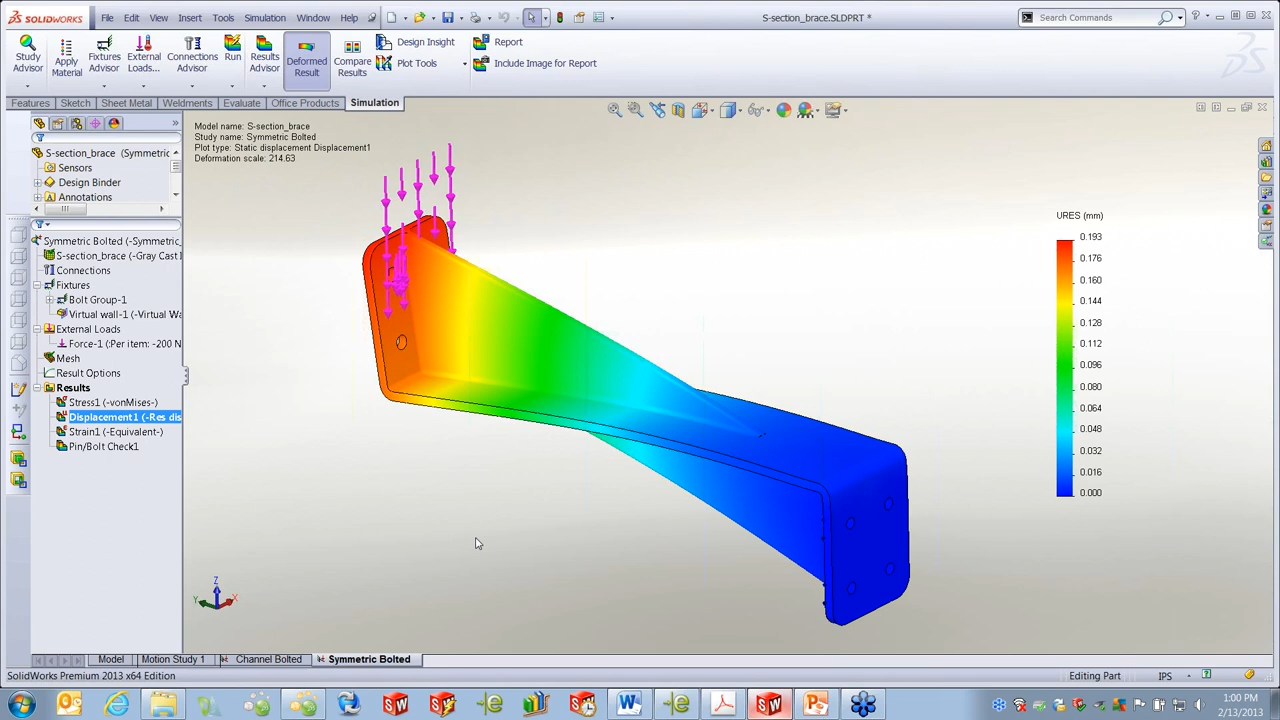 SOLIDWORKS
File Edit View Insert Tools Simulation Window Help
S-section_brace.SLDPRT *
Search Commands
Study Advisor
Apply Material
Fixtures Advisor
External Loads...
Connections Advisor
Run
Results Advisor
Deformed Result
Compare Results
Design Insight
Plot Tools
Report
Include Image for Report
Features Sketch Sheet Metal Weldments Evaluate Office Products Simulation
S-section_brace (Symmetric
Sensors
Design Binder
Annotations
Symmetric Bolted (-Symmetric_
S-section_brace (-Gray Cast I
Connections
Fixtures
Bolt Group-1
Virtual wall-1 (-Virtual Wa
External Loads
Force-1 (:Per item: -200 N
Mesh
Result Options
Results
Stress1 (-vonMises-)
Displacement1 (-Res dis
Strain1 (-Equivalent-)
Pin/Bolt Check1
Model name: S-section_brace
Study name: Symmetric Bolted
Plot type: Static displacement Displacement1
Deformation scale: 214.63
URES (mm)
0.193
0.176
0.160
0.144
0.128
0.112
0.096
0.080
0.064
0.048
0.032
0.016
0.000
Z
Y
X
Model Motion Study 1 Channel Bolted Symmetric Bolted
SolidWorks Premium 2013 x64 Edition
Editing Part
IPS
1:00 PM
2/13/2013